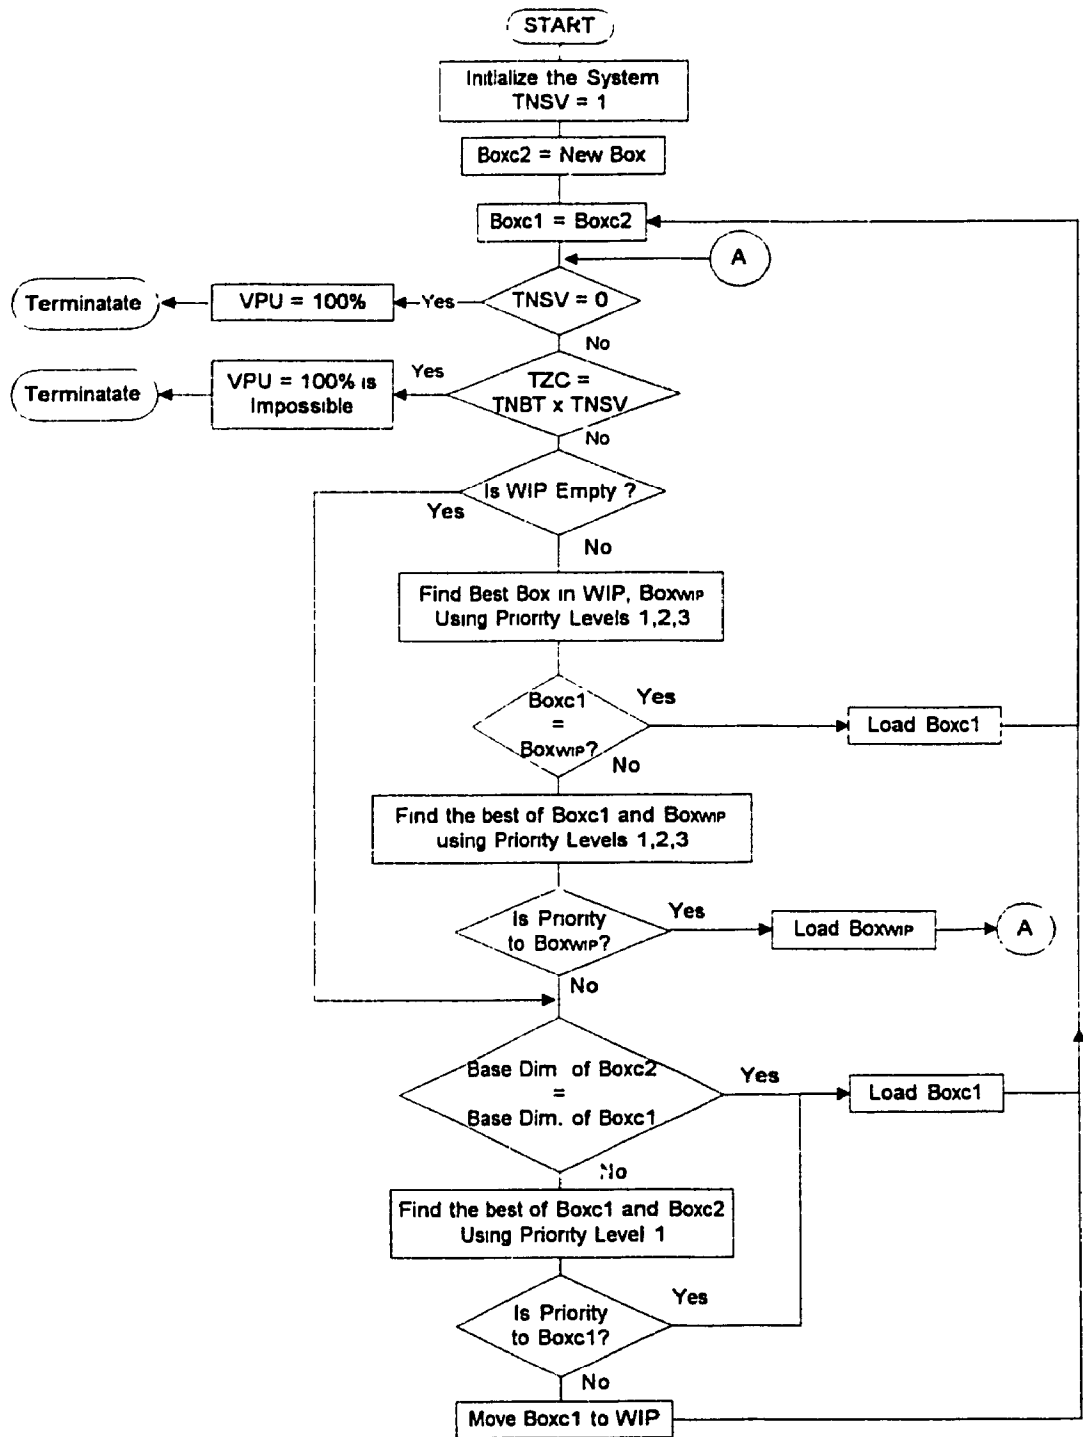 START
Initialize the System
TNSV = 1
Boxc2 = New Box
Boxc1 = Boxc2
A
TNSV = 0
Yes
VPU = 100%
Terminatate
No
TZC =
TNBT x TNSV
Yes
VPU = 100% is
Impossible
Terminatate
No
Is WIP Empty ?
Yes
No
Find Best Box in WIP, BoxWIP
Using Priority Levels 1,2,3
Boxc1
=
BoxWIP?
Yes
Load Boxc1
No
Find the best of Boxc1 and BoxWIP
using Priority Levels 1,2,3
Is Priority
to BoxWIP?
Yes
Load BoxWIP
A
No
Base Dim of Boxc2
=
Base Dim. of Boxc1
Yes
Load Boxc1
No
Find the best of Boxc1 and Boxc2
Using Priority Level 1
Is Priority
to Boxc1?
Yes
No
Move Boxc1 to WIP